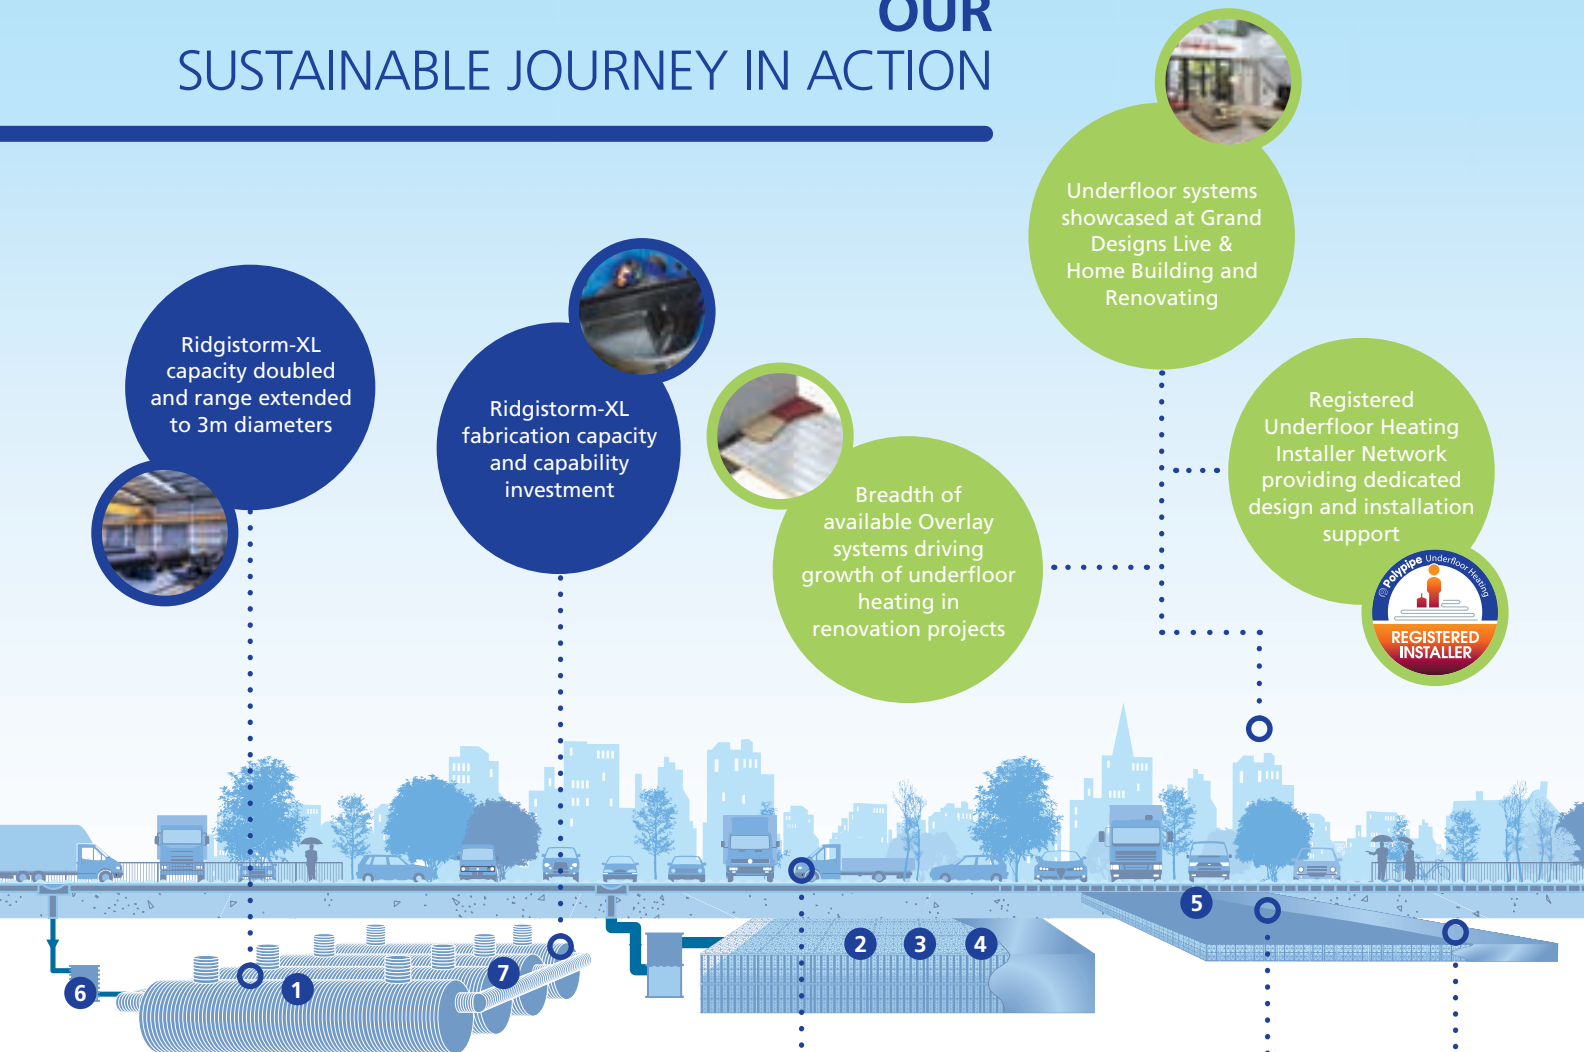 OUR
SUSTAINABLE JOURNEY IN ACTION
Underfloor systems
showcased at Grand
Designs Live &
Home Building and
Renovating
Ridgistorm-XL
capacity doubled
and range extended
to 3m diameters
Ridgistorm-XL
fabrication capacity
and capability
investment
Breadth of
available Overlay
systems driving
growth of underfloor
heating in
renovation projects
Registered
Underfloor Heating
Installer Network
providing dedicated
design and installation
support
Polypipe Underfloor Heating
REGISTERED
INSTALLER
5
2 3 4
7
6 1